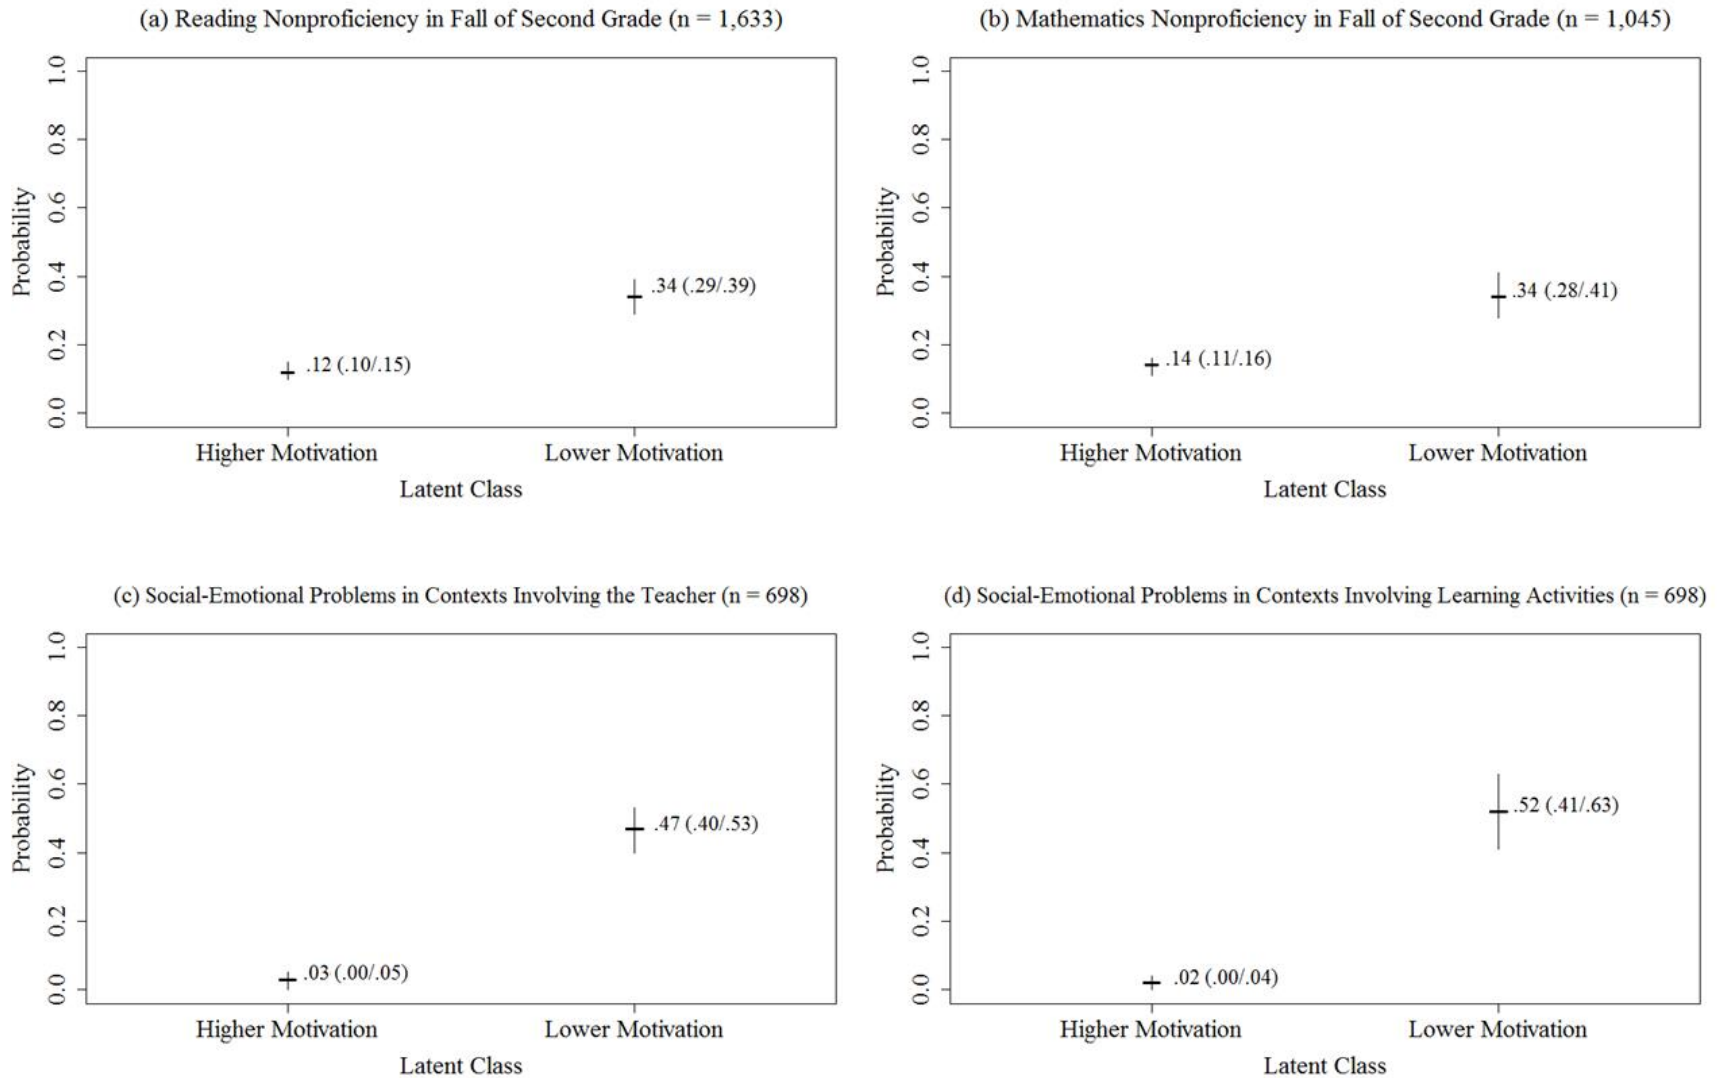 (a) Reading Nonproficiency in Fall of Second Grade (n = 1,633)
Probability
1.0
0.8
0.6
0.4
0.2
0.0
.12 (.10/.15)
.34 (.29/.39)
Higher Motivation
Lower Motivation
Latent Class
(b) Mathematics Nonproficiency in Fall of Second Grade (n = 1,045)
Probability
1.0
0.8
0.6
0.4
0.2
0.0
.14 (.11/.16)
.34 (.28/.41)
Higher Motivation
Lower Motivation
Latent Class
(c) Social-Emotional Problems in Contexts Involving the Teacher (n = 698)
Probability
1.0
0.8
0.6
0.4
0.2
0.0
.03 (.00/.05)
.47 (.40/.53)
Higher Motivation
Lower Motivation
Latent Class
(d) Social-Emotional Problems in Contexts Involving Learning Activities (n = 698)
Probability
1.0
0.8
0.6
0.4
0.2
0.0
.02 (.00/.04)
.52 (.41/.63)
Higher Motivation
Lower Motivation
Latent Class